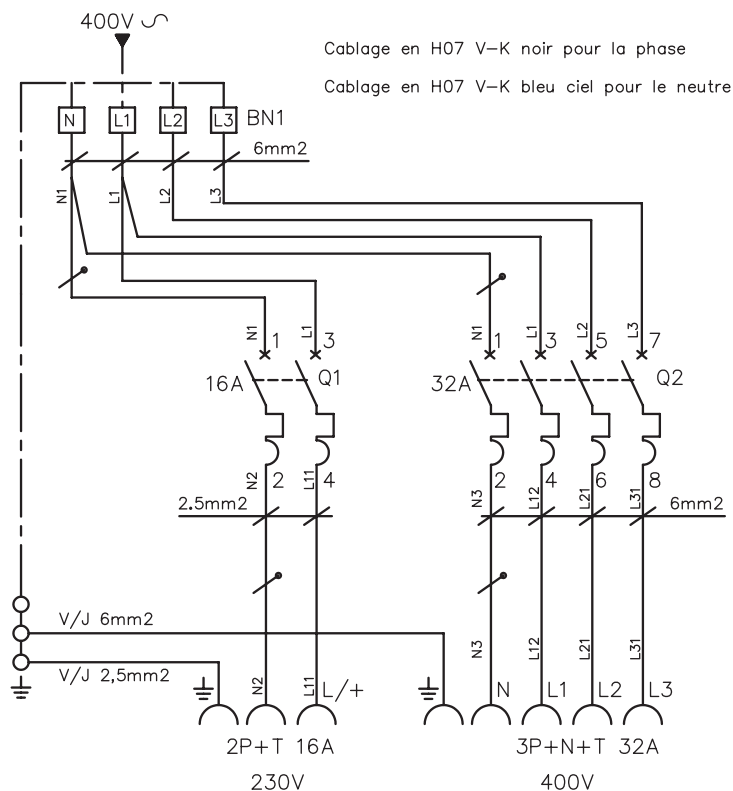 400V
Cablage en H07 V-K noir pour la phase
Cablage en H07 V-K bleu ciel pour le neutre
N L1 L2 L3 BN1
6mm2
N1 L1 L2 L3
N1 1 L1 3 N1 1 L1 3 L2 5 L3 7
16A Q1 32A Q2
N2 2 L11 4 N3 2 L12 4 L21 6 L31 8
2.5mm2 6mm2
V/J 6mm2
N3 L12 L21 L31
V/J 2,5mm2
N2 L11 L/+ N L1 L2 L3
2P+T 16A 3P+N+T 32A
230V 400V